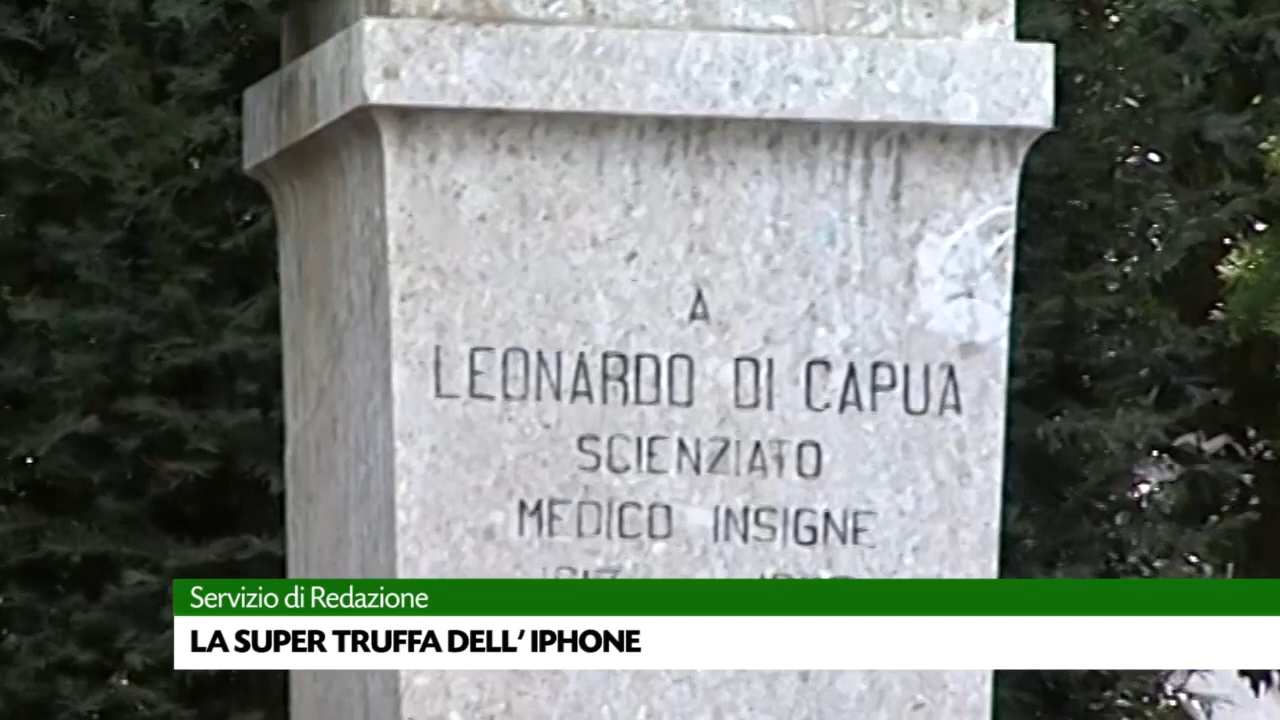 A
LEONARDO DI CAPUA
SCIENZIATO
MEDICO INSIGNE
Servizio di Redazione
LA SUPER TRUFFA DELL' IPHONE